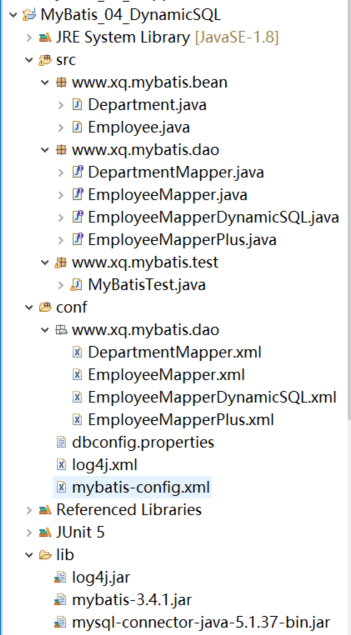 MyBatis_04_DynamicSQL
JRE System Library [JavaSE-1.8]
src
www.xq.mybatis.bean
Department.java
Employee.java
www.xq.mybatis.dao
DepartmentMapper.java
EmployeeMapper.java
EmployeeMapperDynamicSQL.java
EmployeeMapperPlus.java
www.xq.mybatis.test
MyBatisTest.java
conf
www.xq.mybatis.dao
DepartmentMapper.xml
EmployeeMapper.xml
EmployeeMapperDynamicSQL.xml
EmployeeMapperPlus.xml
dbconfig.properties
log4j.xml
mybatis-config.xml
Referenced Libraries
JUnit 5
lib
log4j.jar
mybatis-3.4.1.jar
mysql-connector-java-5.1.37-bin.jar